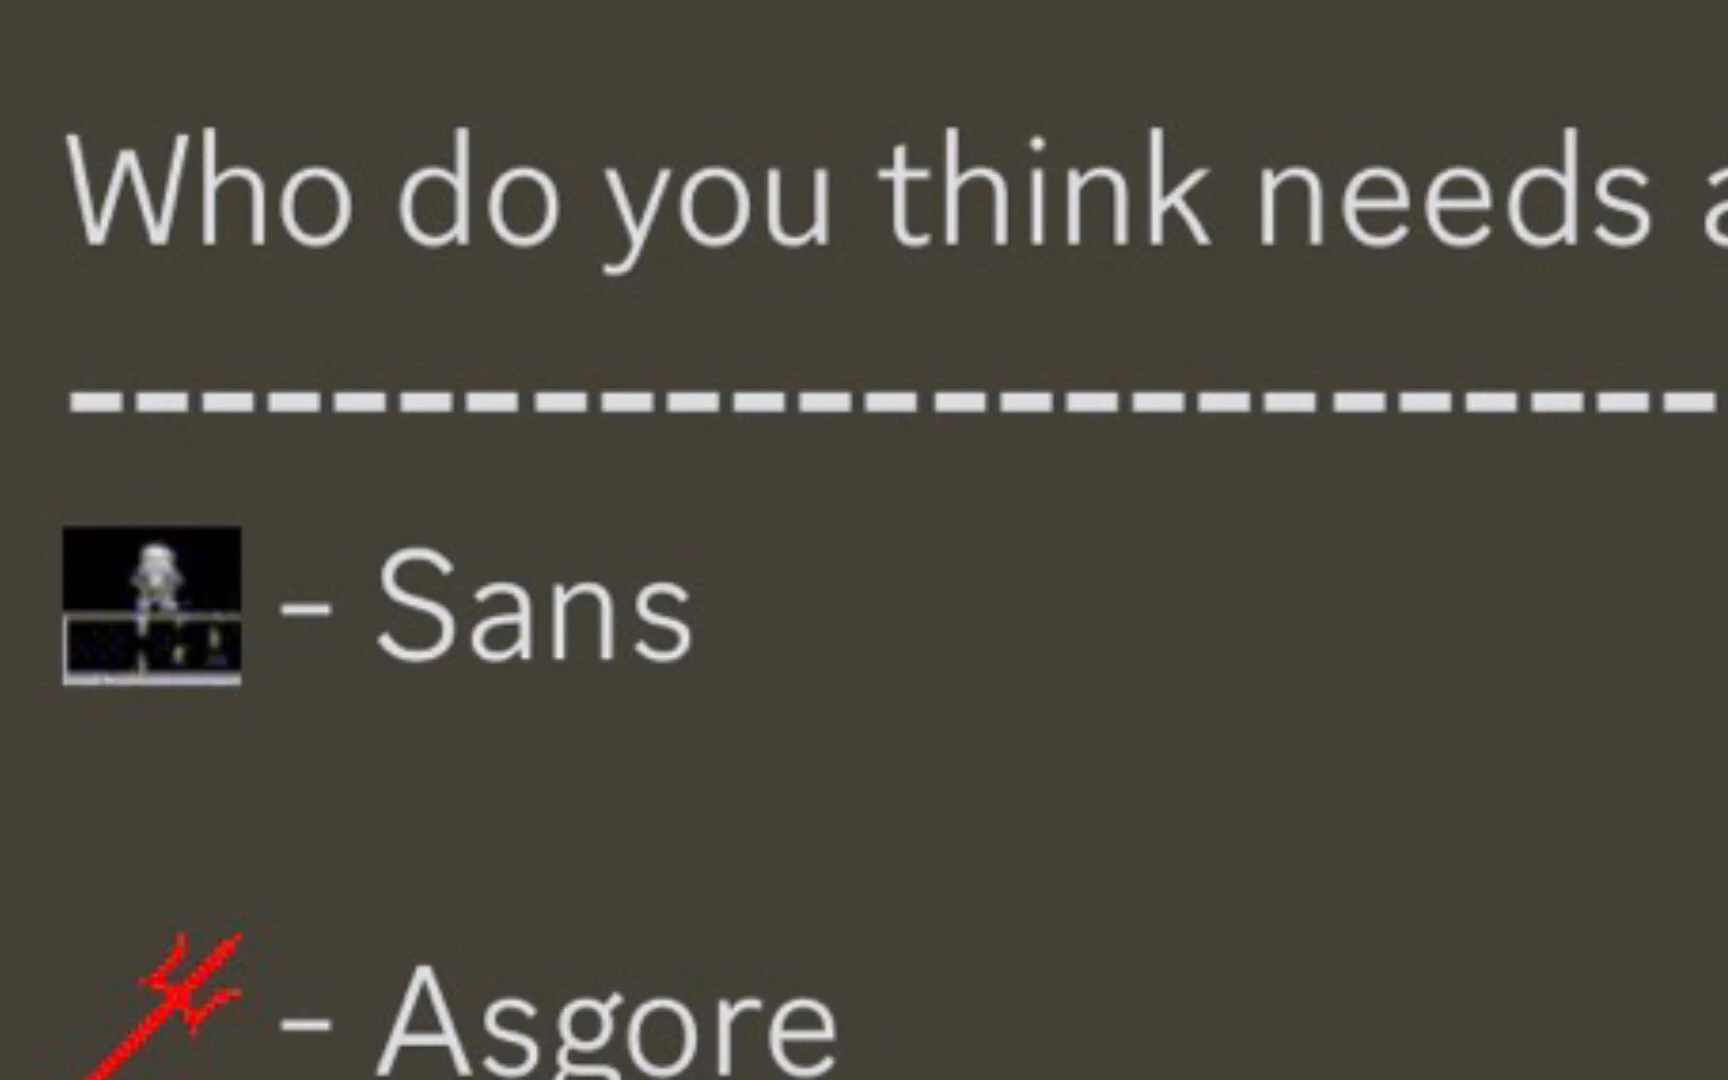 Who do you think needs a
-------------------------
- Sans
- Asgore